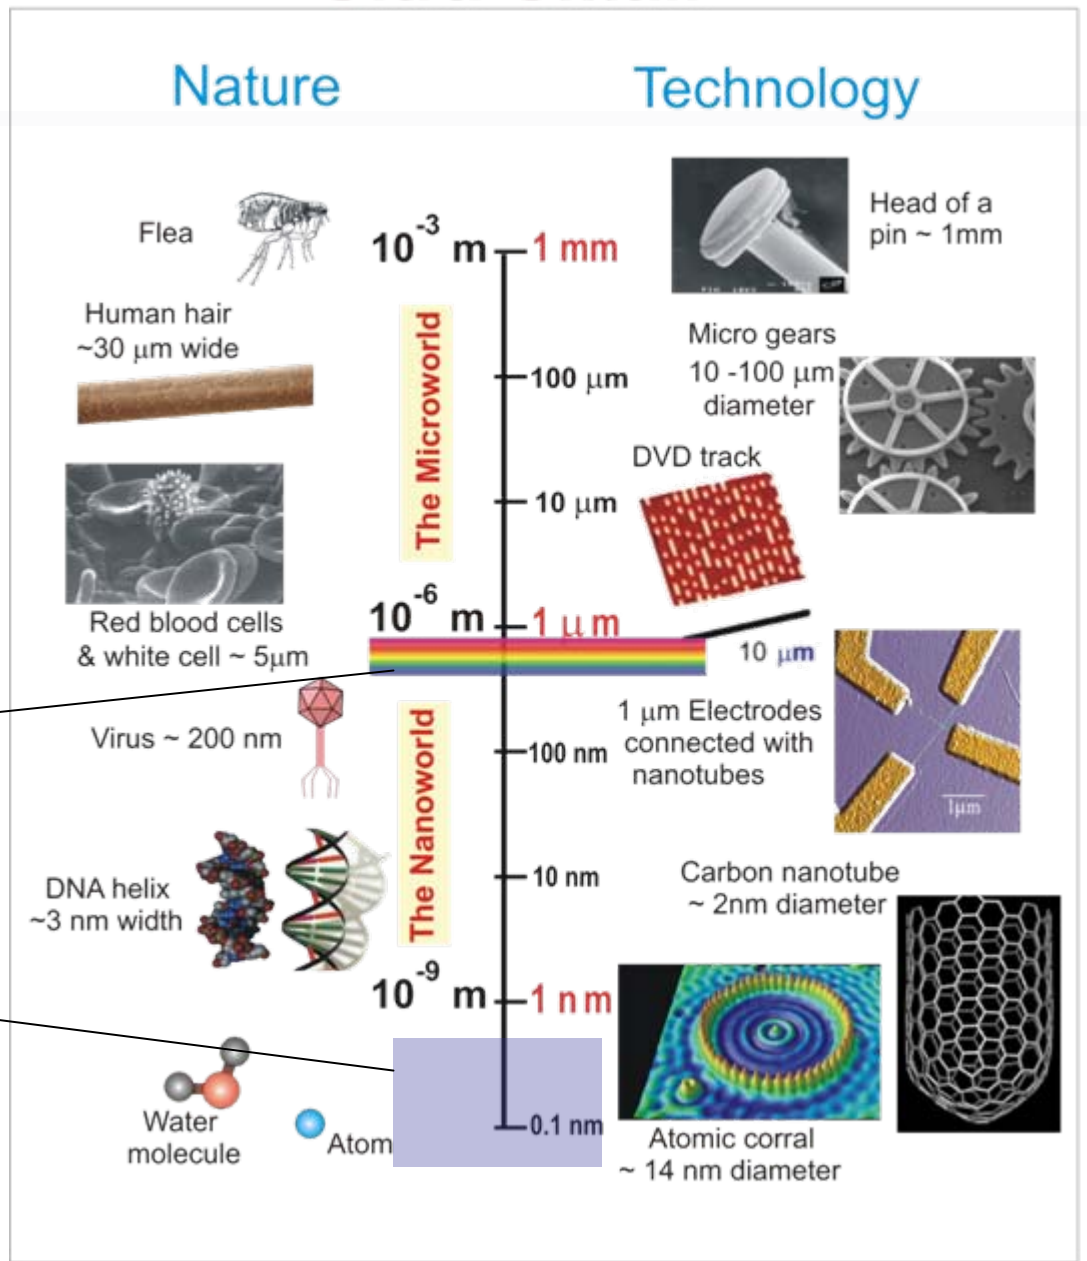 Nature
Technology
Flea
10-3 m
1 mm
Head of a
pin ~ 1mm
Human hair
~30 μm wide
The Microworld
100 μm
Micro gears
10 -100 μm
diameter
DVD track
10 μm
Red blood cells
& white cell ~ 5μm
10-6 m
1 μm
10 μm
Virus ~ 200 nm
The Nanoworld
100 nm
1 μm Electrodes
connected with
nanotubes
1μm
DNA helix
~3 nm width
10 nm
Carbon nanotube
~ 2nm diameter
10-9 m
1 nm
Water
molecule
Atom
0.1 nm
Atomic corral
~ 14 nm diameter